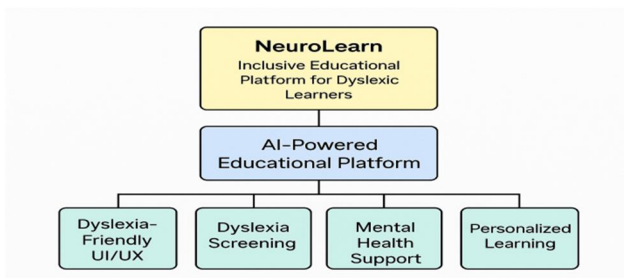 NeuroLearn
Inclusive Educational
Platform for Dyslexic
Learners
AI-Powered
Educational Platform
Dyslexia-
Friendly
UI/UX
Dyslexia
Screening
Mental
Health
Support
Personalized
Learning